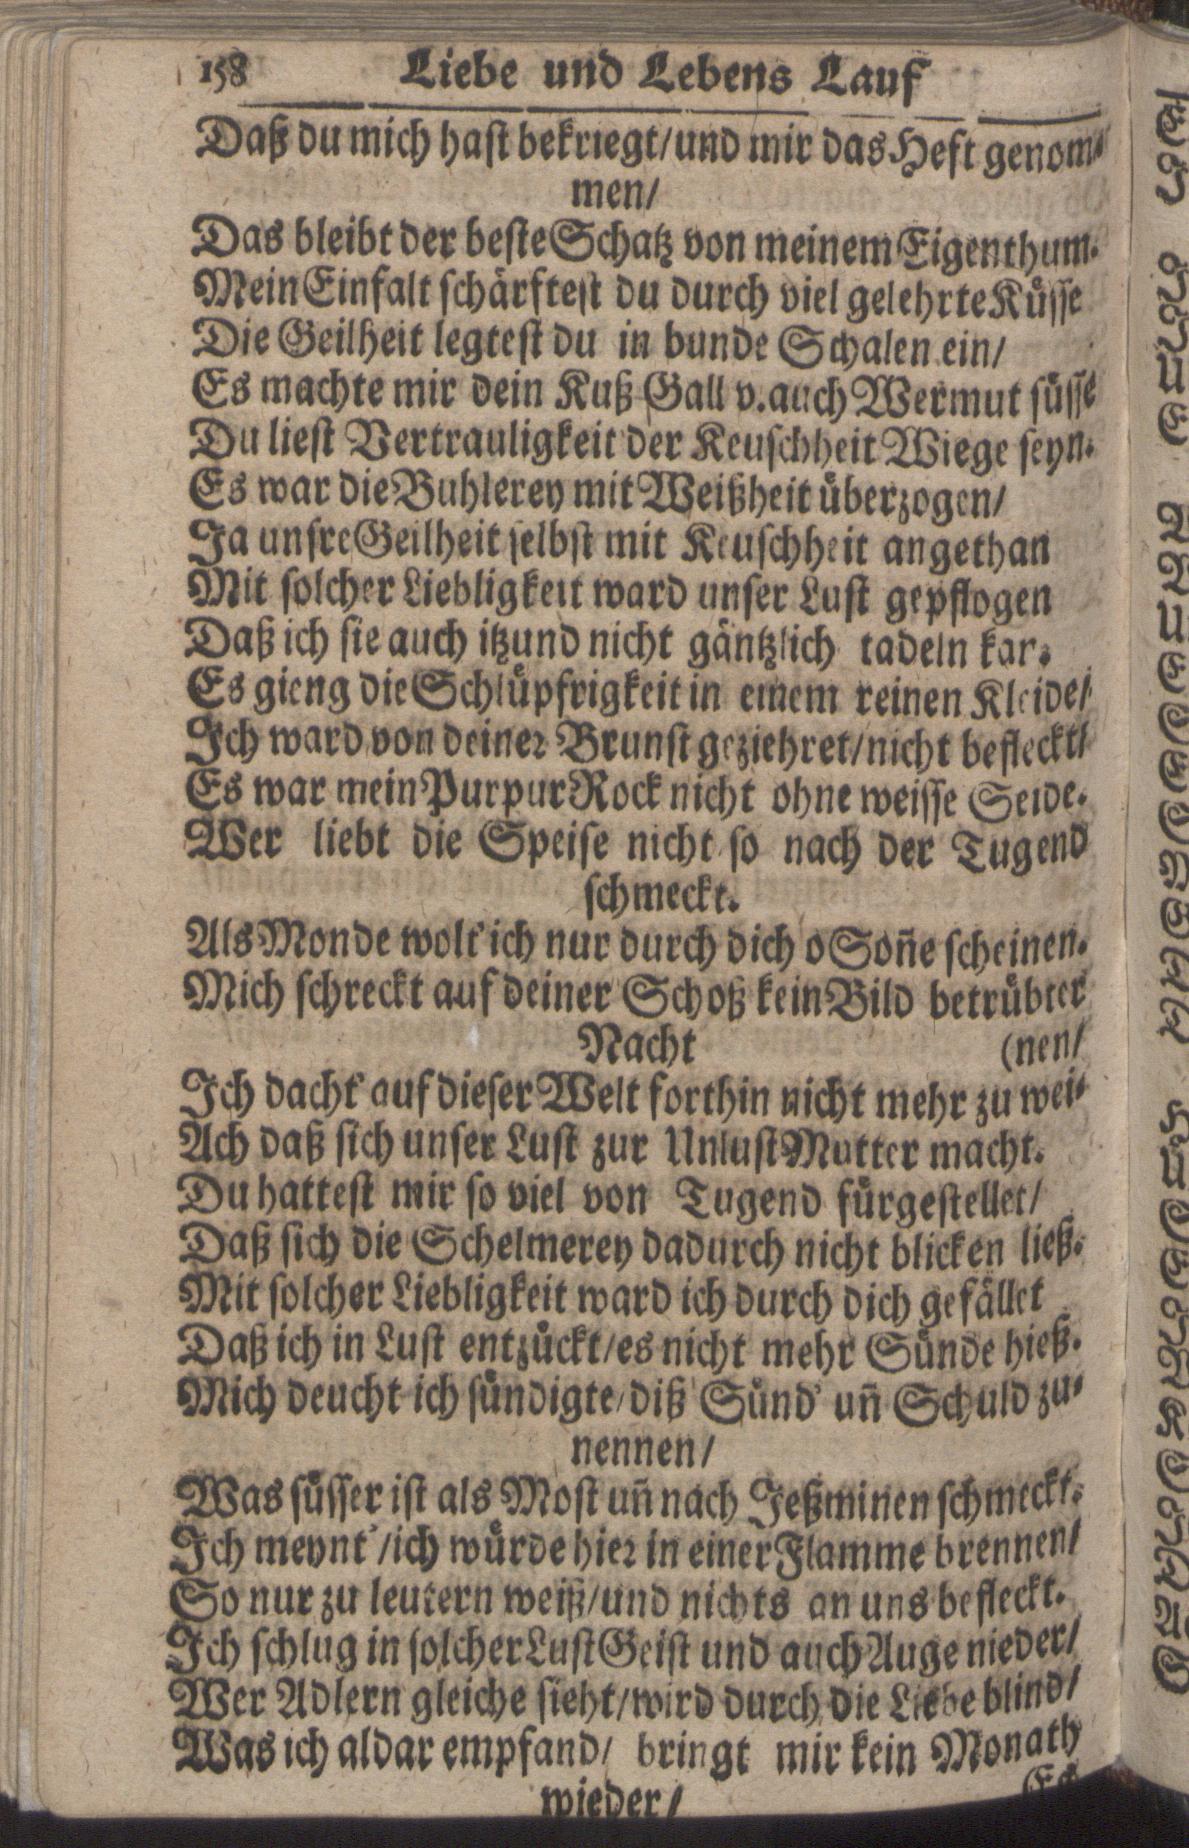 158 Liebe und Lebens Lauf
Daß du mich hast bekriegt/und mir das Heft genom-
men/
Das bleibt der beste Schatz von meinem Eigenthum.
Mein Einfalt schärftest du durch viel gelehrte Küsse
Die Geilheit legtest du in bunde Schalen ein/
Es machte mir dein Kuß Gall v. auch Wermut süsse
Du liest Vertrauligkeit der Keuschheit Wiege seyn.
Es war die Buhlerey mit Weißheit überzogen/
Ja unsre Geilheit selbst mit Keuschheit angethan
Mit solcher Liebligkeit ward unser Lust gepflogen
Daß ich sie auch itzund nicht gäntzlich tadeln kan.
Es gieng die Schlüpfrigkeit in einem reinen Kleide/
Ich ward von deiner Brunst geziehret/nicht befleckt/
Es war mein Purpur Rock nicht ohne weisse Seide.
Wer liebt die Speise nicht so nach der Tugend
schmeckt.
Als Monde wolt' ich nur durch dich o Soñe scheinen.
Mich schreckt auf deiner Schoß kein Bild betrübter
Nacht (nen/
Ich dacht' auf dieser Welt forthin nicht mehr zu wei-
Ach daß sich unser Lust zur Unlust Mutter macht.
Du hattest mir so viel von Tugend fürgestellet/
Daß sich die Schelmerey dadurch nicht blicken ließ.
Mit solcher Liebligkeit ward ich durch dich gefället
Daß ich in Lust entzückt/es nicht mehr Sünde hieß.
Mich deucht ich sündigte/diß Sünd' uñ Schuld zu-
nennen/
Was süsser ist als Most uñ nach Jeßminen schmeckt.
Ich meynt'/ich würde hier in einer Flamme brennen/
So nur zu leutern weiß/und nichts an uns befleckt.
Ich schlug in solcher Lust Geist und auch Auge nieder/
Wer Adlern gleiche sieht/wird durch die Liebe blind/
Was ich aldar empfand/ bringt mir kein Monath
wieder/